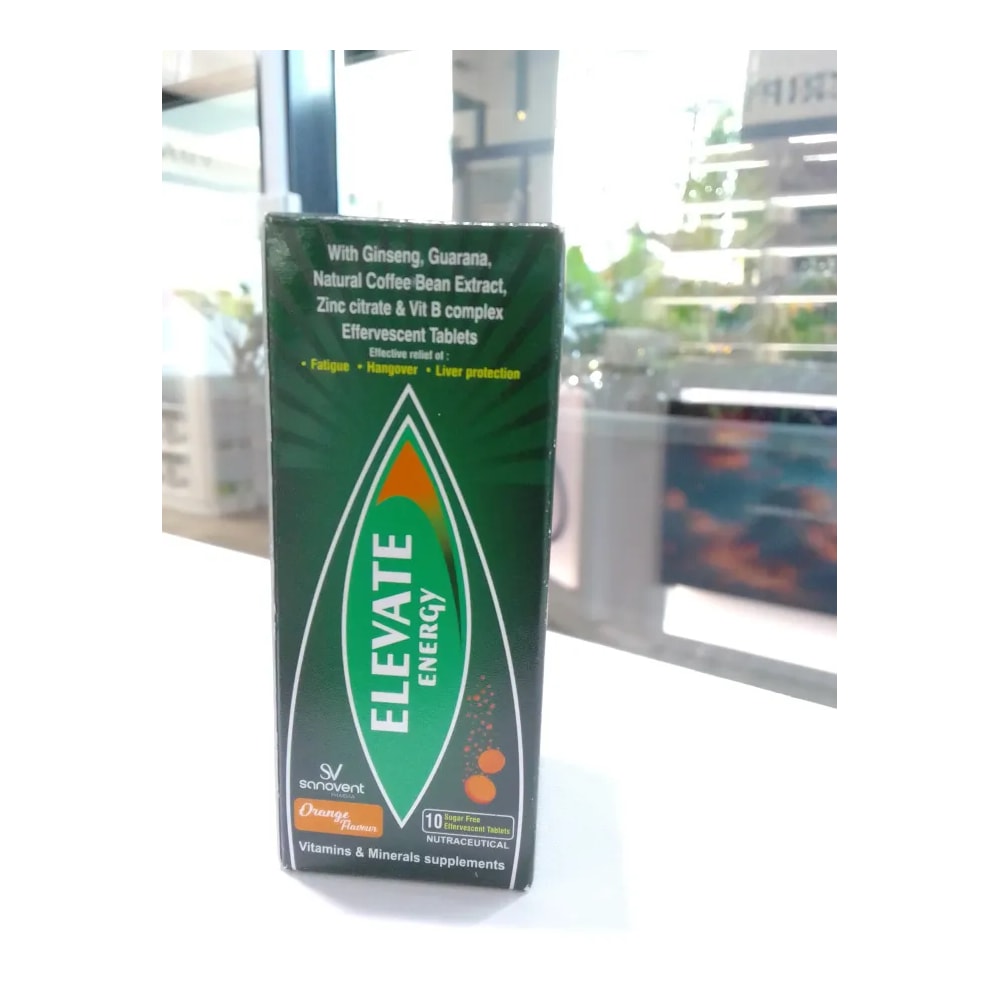 With Ginseng, Guarana,
Natural Coffee Bean Extract,
Zinc citrate & Vit B complex
Effervescent Tablets
Effective relief of :
• Fatigue • Hangover • Liver protection
ELEVATE
ENERGY
SV
sanovent
PHARMA
Orange
Flavour
10 Sugar Free
Effervescent Tablets
NUTRACEUTICAL
Vitamins & Minerals supplements